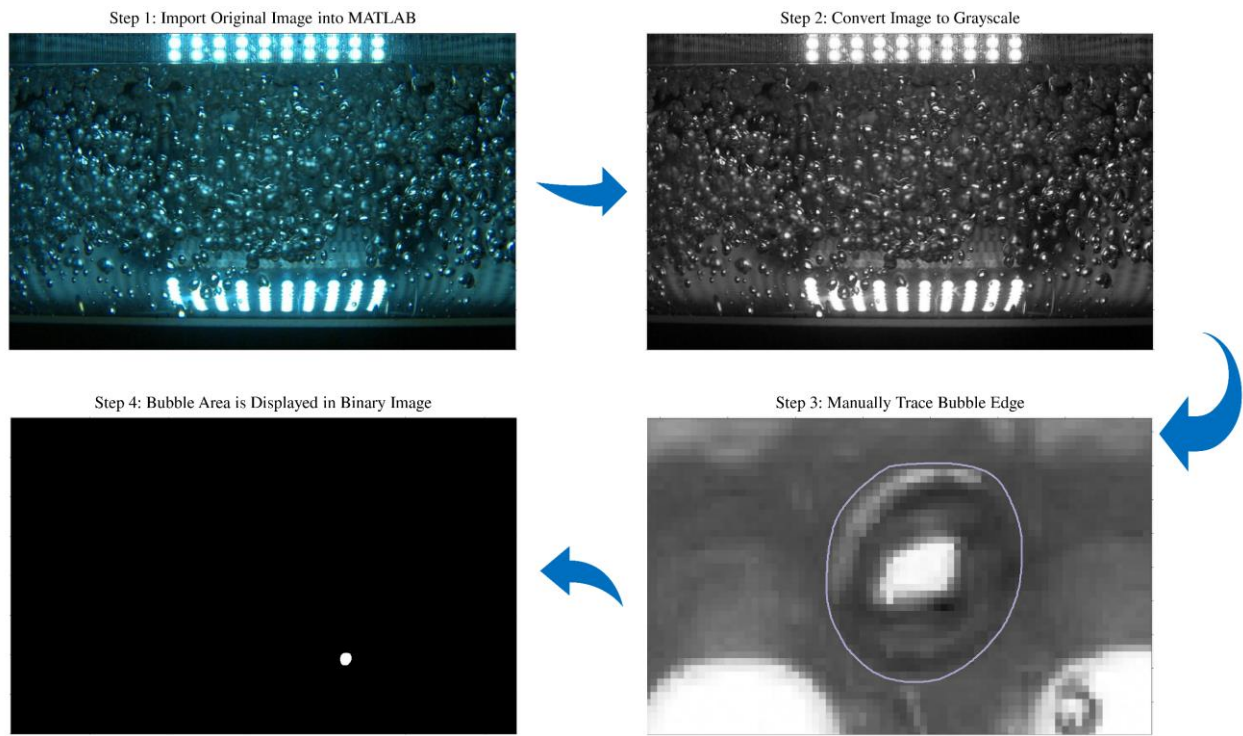 Step 1: Import Original Image into MATLAB
Step 2: Convert Image to Grayscale
Step 3: Manually Trace Bubble Edge
Step 4: Bubble Area is Displayed in Binary Image